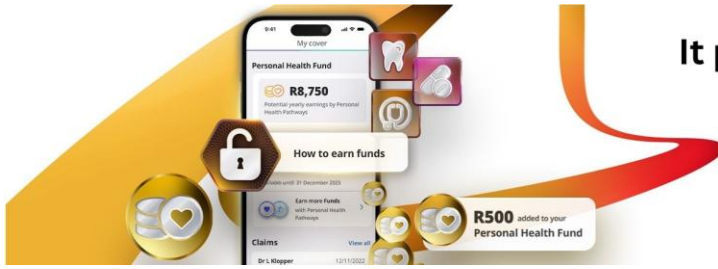 9:41
My cover
Personal Health Fund
R8,750
Potential yearly earnings by Personal
Health Pathways
How to earn funds
until: 31 December 2025
Earn more Funds
with Personal Health
Pathways
Claims
View all
Dr L Klopper
12/11/2022
It
R500 added to your
Personal Health Fund